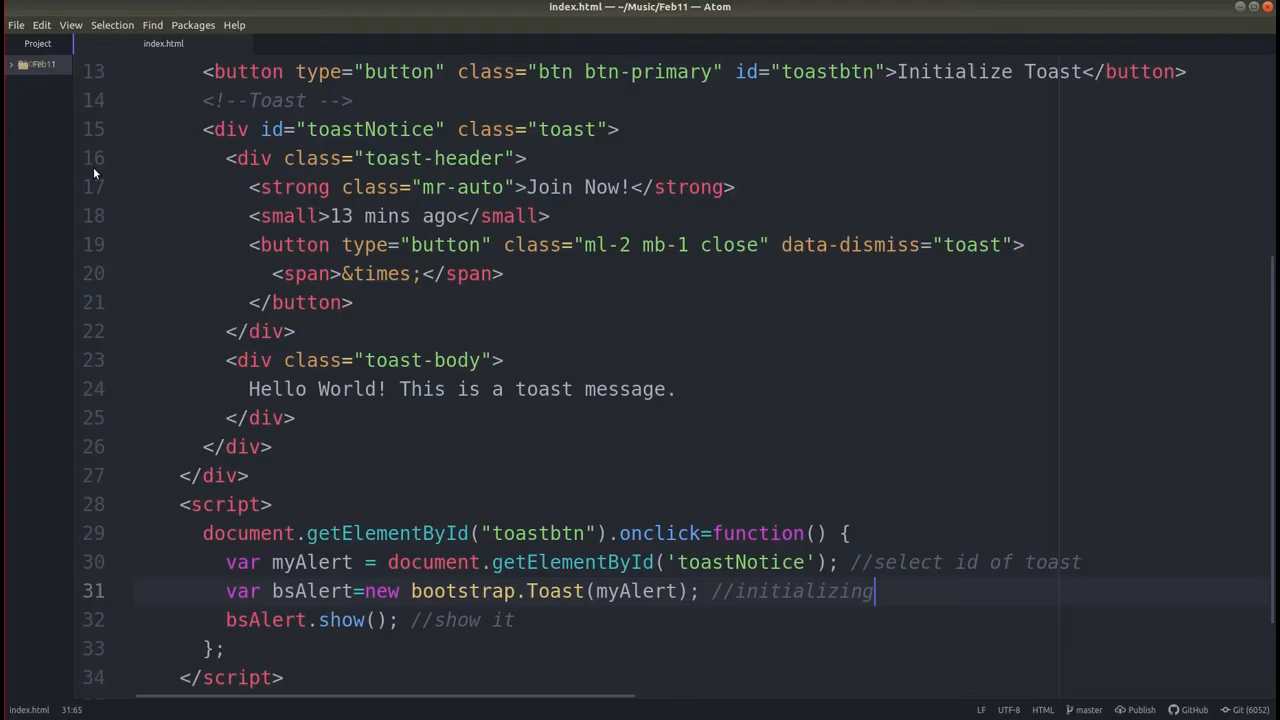 index.html — ~/Music/Feb11 — Atom
File Edit View Selection Find Packages Help
Project index.html
Feb11
13 <button type="button" class="btn btn-primary" id="toastbtn">Initialize Toast</button>
14 <!--Toast -->
15 <div id="toastNotice" class="toast">
16 <div class="toast-header">
17 <strong class="mr-auto">Join Now!</strong>
18 <small>13 mins ago</small>
19 <button type="button" class="ml-2 mb-1 close" data-dismiss="toast">
20 <span>&times;</span>
21 </button>
22 </div>
23 <div class="toast-body">
24 Hello World! This is a toast message.
25 </div>
26 </div>
27 </div>
28 <script>
29 document.getElementById("toastbtn").onclick=function() {
30 var myAlert = document.getElementById('toastNotice'); //select id of toast
31 var bsAlert=new bootstrap.Toast(myAlert); //initializing
32 bsAlert.show(); //show it
33 };
34 </script>
index.html 31:65 LF UTF-8 HTML master Publish GitHub Git (6052)